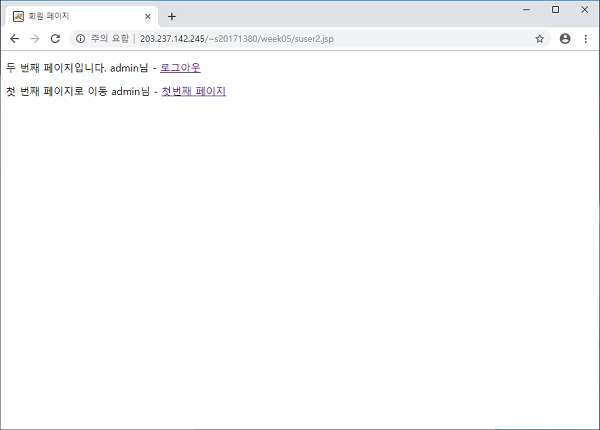 회원 페이지
주의 요함 | 203.237.142.245/~s20171380/week05/suser2.jsp
두 번째 페이지입니다. admin님 - 로그아웃
첫 번째 페이지로 이동 admin님 - 첫번째 페이지